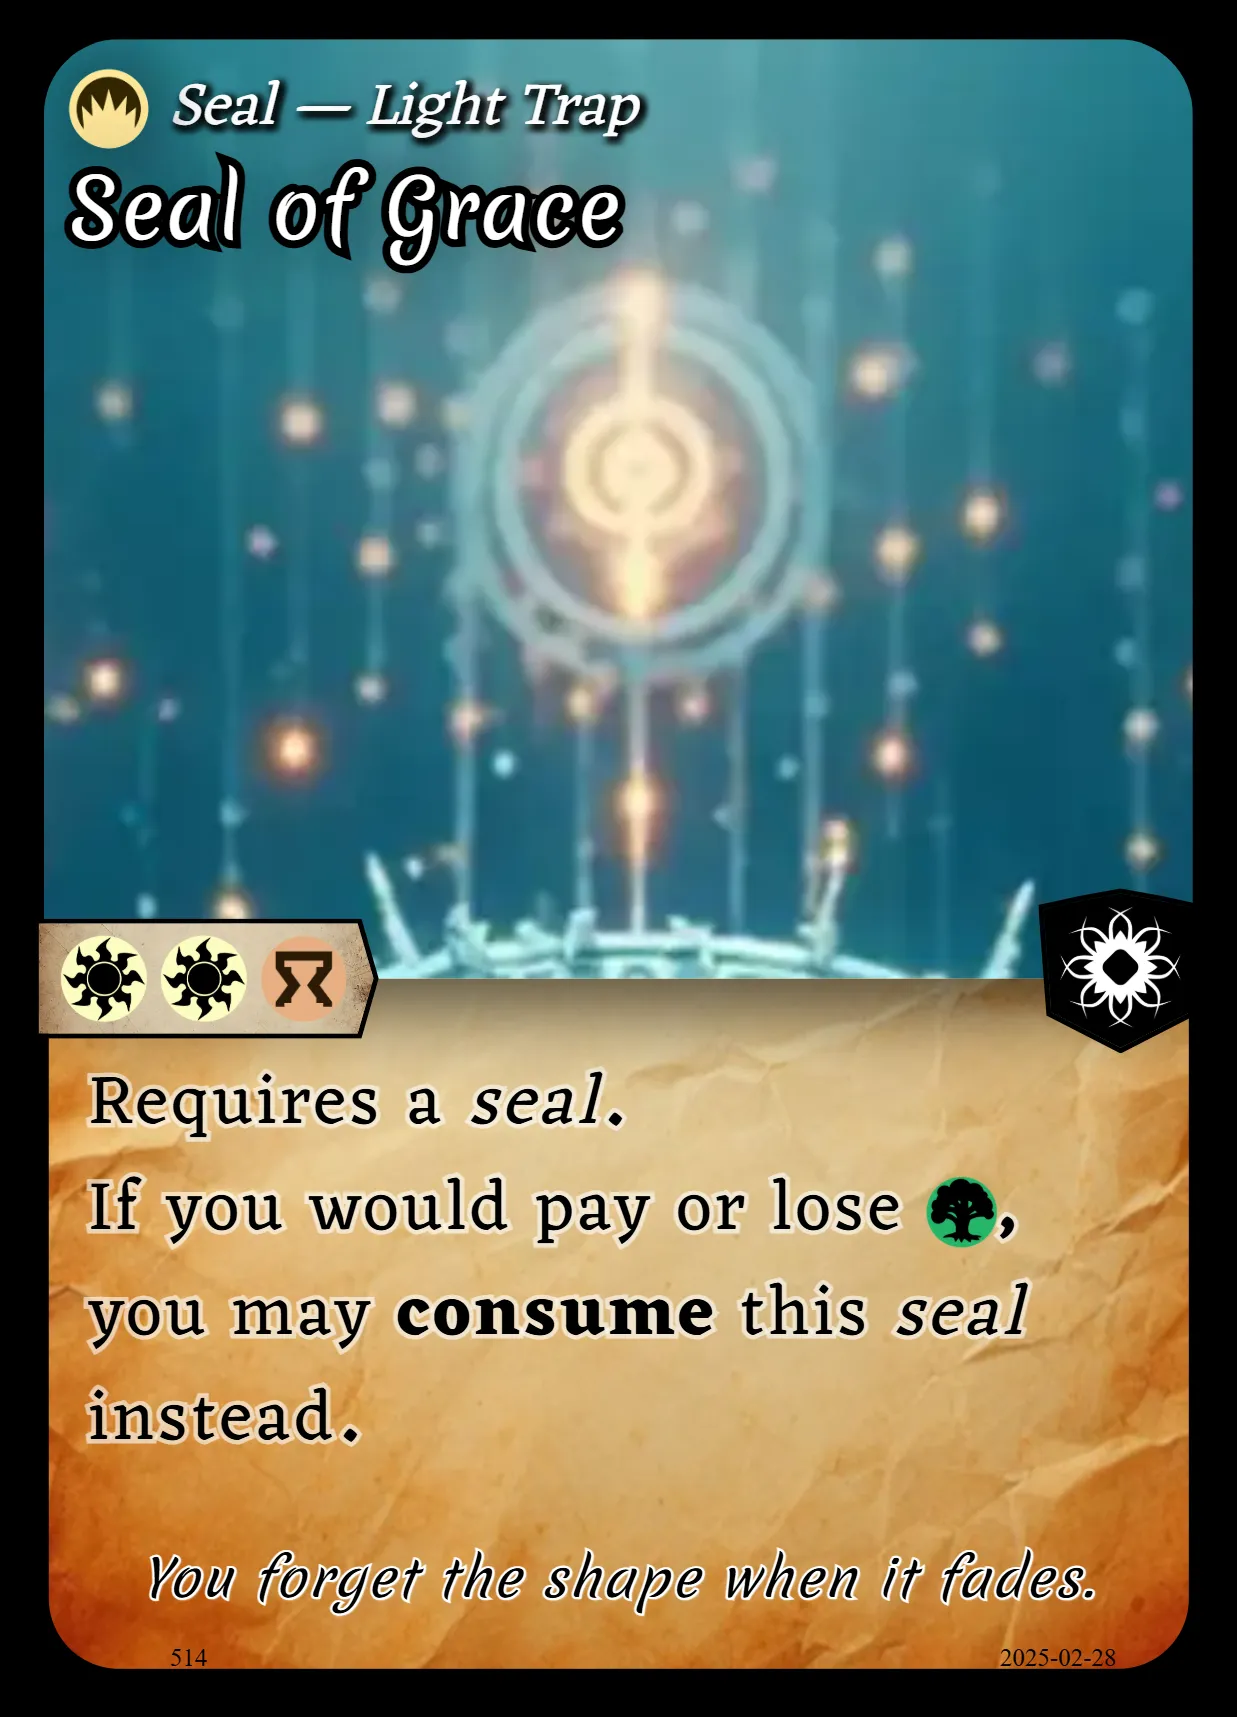 Seal — Light Trap
Seal of Grace
Requires a seal.
If you would pay or lose ,
you may consume this seal
instead.
You forget the shape when it fades.
514
2025-02-28